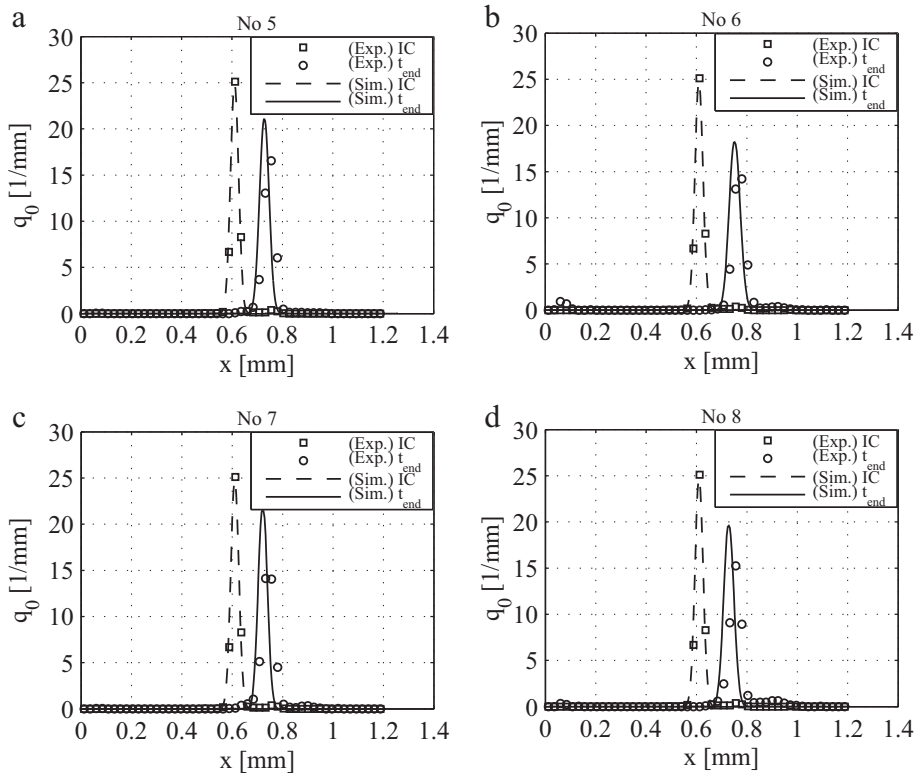 a
No 5
30
25
20
15
10
5
0
q0 [1/mm]
(Exp.) IC
(Exp.) tend
(Sim.) IC
(Sim.) tend
0 0.2 0.4 0.6 0.8 1 1.2 1.4
x [mm]
b
No 6
30
25
20
15
10
5
0
q0 [1/mm]
(Exp.) IC
(Exp.) tend
(Sim.) IC
(Sim.) tend
0 0.2 0.4 0.6 0.8 1 1.2 1.4
x [mm]
c
No 7
30
25
20
15
10
5
0
q0 [1/mm]
(Exp.) IC
(Exp.) tend
(Sim.) IC
(Sim.) tend
0 0.2 0.4 0.6 0.8 1 1.2 1.4
x [mm]
d
No 8
30
25
20
15
10
5
0
q0 [1/mm]
(Exp.) IC
(Exp.) tend
(Sim.) IC
(Sim.) tend
0 0.2 0.4 0.6 0.8 1 1.2 1.4
x [mm]